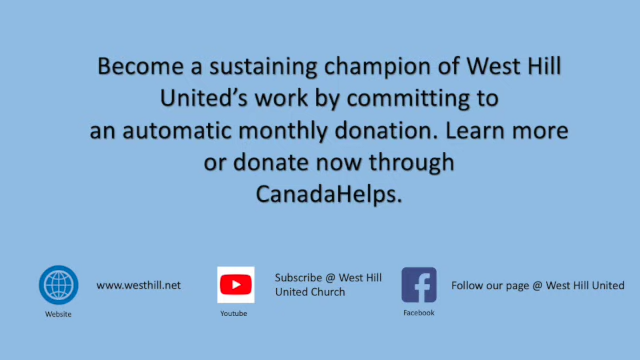 Become a sustaining champion of West Hill
United’s work by committing to
an automatic monthly donation. Learn more
or donate now through
CanadaHelps.
www.westhill.net
Website
Subscribe @ West Hill
United Church
Youtube
Follow our page @ West Hill United
Facebook